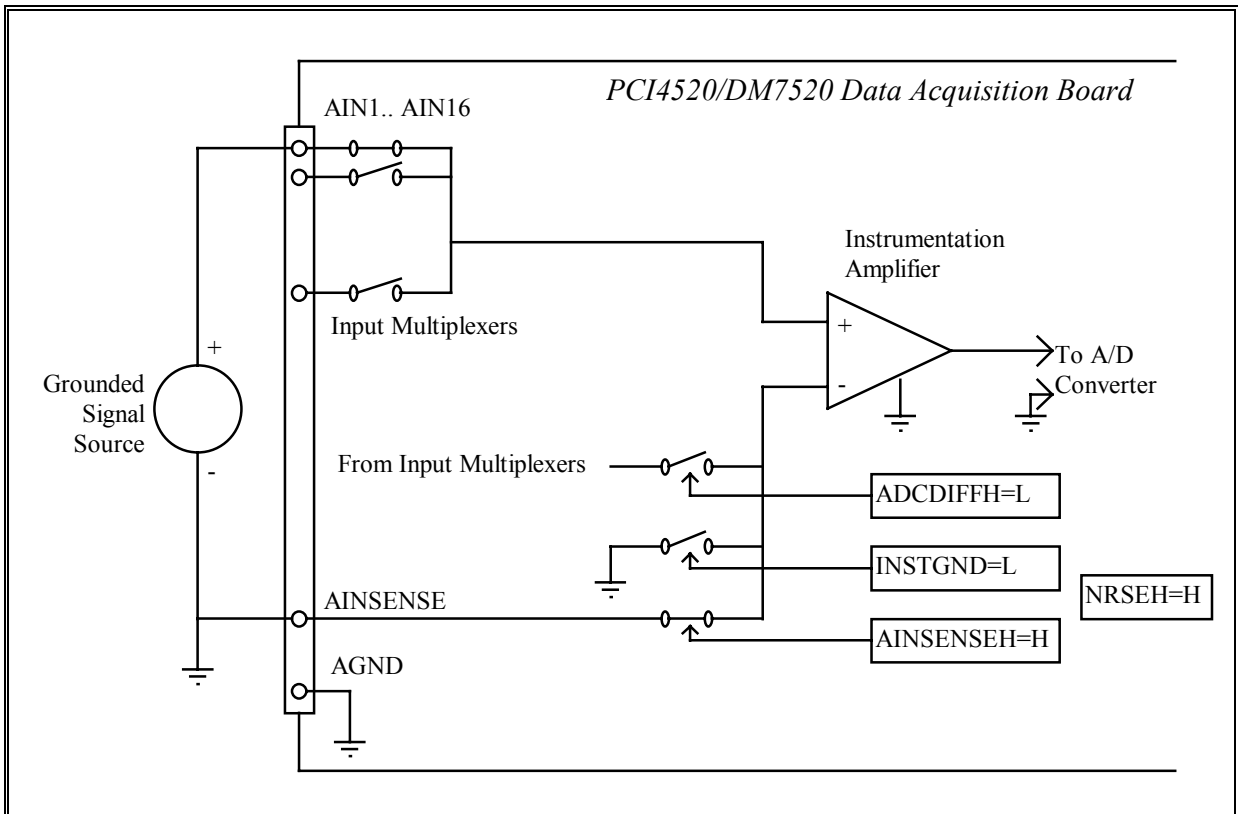 PCI4520/DM7520 Data Acquisition Board
AIN1.. AIN16
Instrumentation
Amplifier
Input Multiplexers
+
-
To A/D
Converter
+
Grounded
Signal
Source
-
From Input Multiplexers
ADCDIFFH=L
INSTGND=L
NRSEH=H
AINSENSE
AINSENSEH=H
AGND